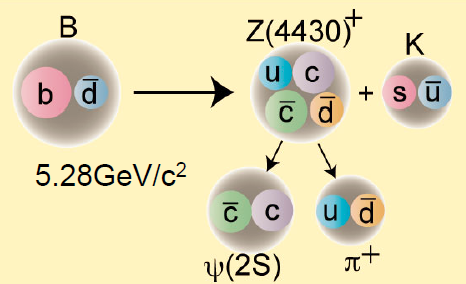 B
Z(4430)⁺
K
b d̄
u c
c̄ d̄
+
s ū
5.28GeV/c²
c̄ c
u d̄
ψ(2S)
π⁺